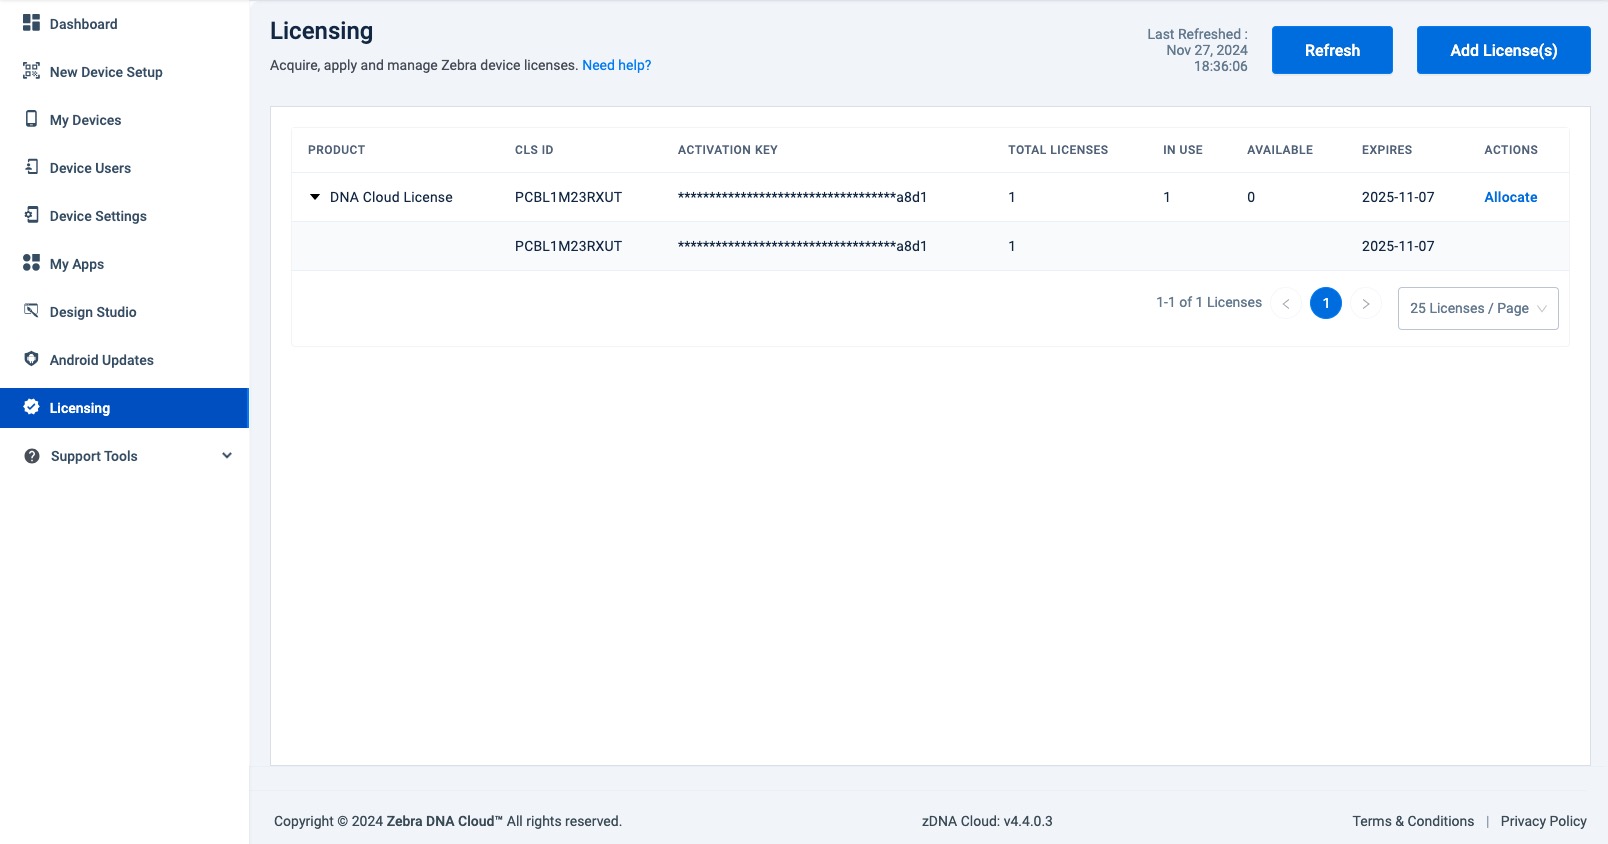 Dashboard
New Device Setup
My Devices
Device Users
Device Settings
My Apps
Design Studio
Android Updates
Licensing
Support Tools
Licensing
Acquire, apply and manage Zebra device licenses. Need help?
Last Refreshed :
Nov 27, 2024
18:36:06
Refresh
Add License(s)
PRODUCT CLS ID ACTIVATION KEY TOTAL LICENSES IN USE AVAILABLE EXPIRES ACTIONS
DNA Cloud License PCBL1M23RXUT ***********************************a8d1 1 1 0 2025-11-07 Allocate
PCBL1M23RXUT ***********************************a8d1 1 2025-11-07
1-1 of 1 Licenses < 1 > 25 Licenses / Page
Copyright © 2024 Zebra DNA Cloud™ All rights reserved. zDNA Cloud: v4.4.0.3 Terms & Conditions | Privacy Policy